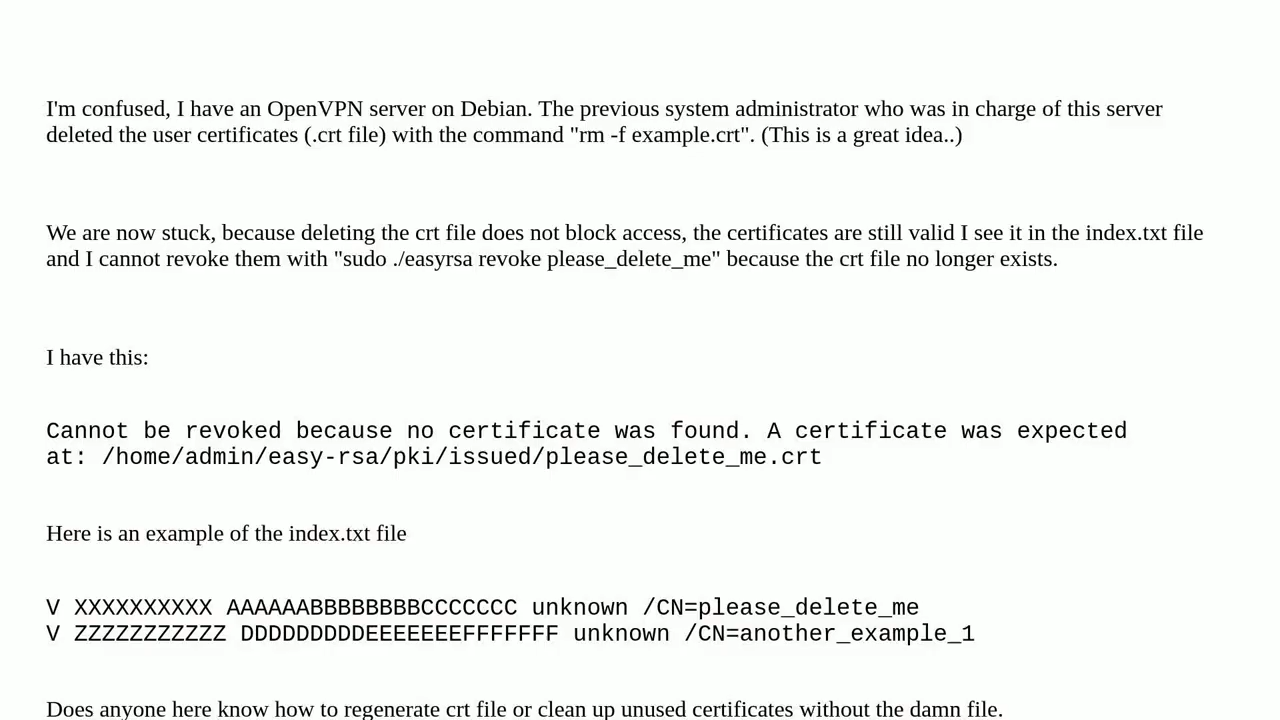 I'm confused, I have an OpenVPN server on Debian. The previous system administrator who was in charge of this server
deleted the user certificates (.crt file) with the command "rm -f example.crt". (This is a great idea..)
We are now stuck, because deleting the crt file does not block access, the certificates are still valid I see it in the index.txt file
and I cannot revoke them with "sudo ./easyrsa revoke please_delete_me" because the crt file no longer exists.
I have this:
Cannot be revoked because no certificate was found. A certificate was expected
at: /home/admin/easy-rsa/pki/issued/please_delete_me.crt
Here is an example of the index.txt file
V XXXXXXXXXX AAAAAABBBBBBBBCCCCCCC unknown /CN=please_delete_me
V ZZZZZZZZZZZ DDDDDDDDDEEEEEEEFFFFFFF unknown /CN=another_example_1
Does anyone here know how to regenerate crt file or clean up unused certificates without the damn file.